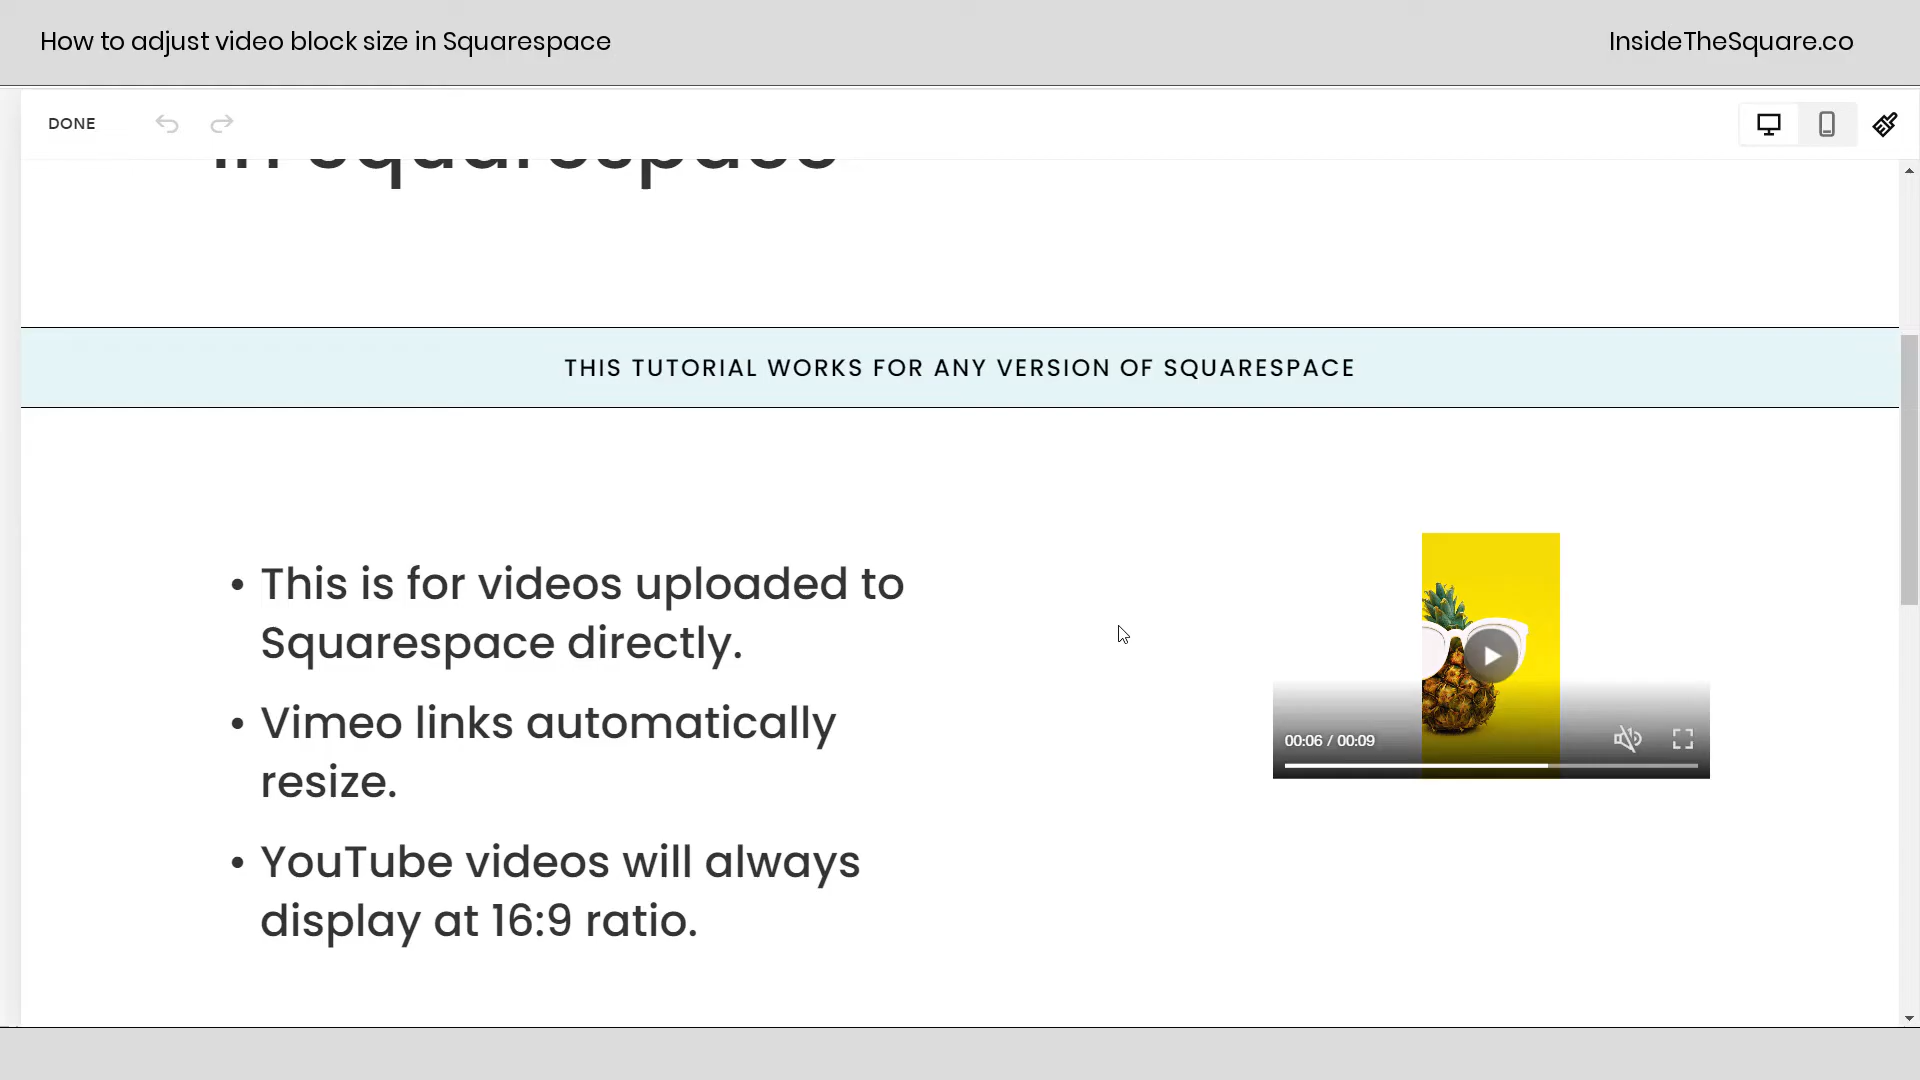 How to adjust video block size in Squarespace
InsideTheSquare.co
DONE
in squarespace
THIS TUTORIAL WORKS FOR ANY VERSION OF SQUARESPACE
• This is for videos uploaded to
Squarespace directly.
• Vimeo links automatically
resize.
• YouTube videos will always
display at 16:9 ratio.
00:06 / 00:09